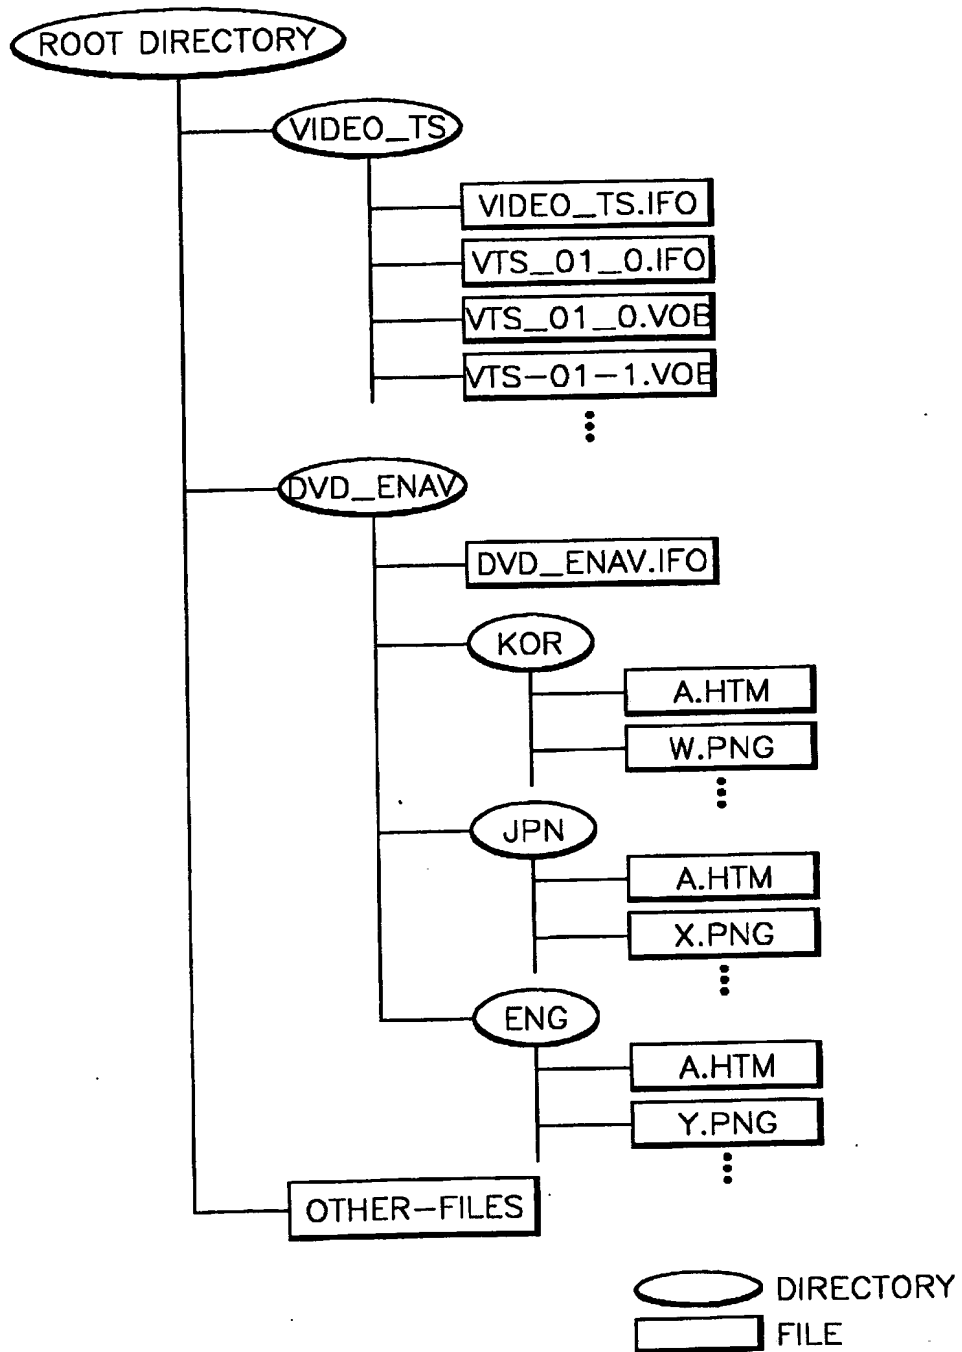 ROOT DIRECTORY
VIDEO_TS
VIDEO_TS.IFO
VTS_01_0.IFO
VTS_01_0.VOB
VTS-01-1.VOB
DVD_ENAV
DVD_ENAV.IFO
KOR
A.HTM
W.PNG
JPN
A.HTM
X.PNG
ENG
A.HTM
Y.PNG
OTHER-FILES
DIRECTORY
FILE